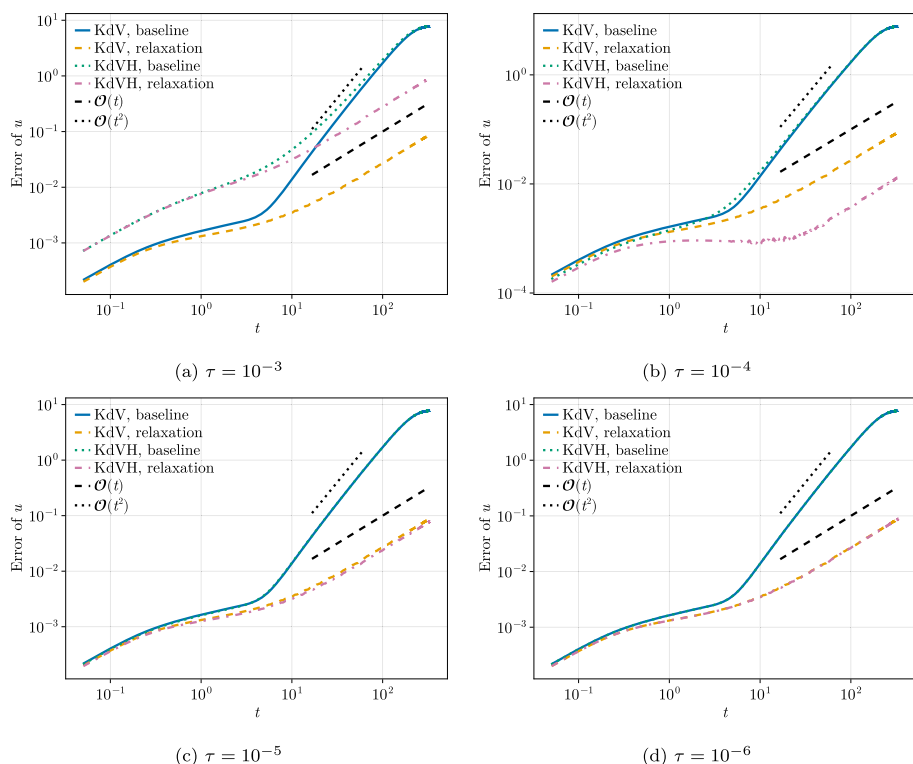 10¹
10⁰
10⁻¹
10⁻²
10⁻³
Error of u
KdV, baseline
KdV, relaxation
KdVH, baseline
KdVH, relaxation
𝒪(t)
𝒪(t²)
10⁻¹ 10⁰ 10¹ 10²
t
(a) τ = 10⁻³
10⁰
10⁻²
10⁻⁴
Error of u
KdV, baseline
KdV, relaxation
KdVH, baseline
KdVH, relaxation
𝒪(t)
𝒪(t²)
10⁻¹ 10⁰ 10¹ 10²
t
(b) τ = 10⁻⁴
10¹
10⁰
10⁻¹
10⁻²
10⁻³
Error of u
KdV, baseline
KdV, relaxation
KdVH, baseline
KdVH, relaxation
𝒪(t)
𝒪(t²)
10⁻¹ 10⁰ 10¹ 10²
t
(c) τ = 10⁻⁵
10¹
10⁰
10⁻¹
10⁻²
10⁻³
Error of u
KdV, baseline
KdV, relaxation
KdVH, baseline
KdVH, relaxation
𝒪(t)
𝒪(t²)
10⁻¹ 10⁰ 10¹ 10²
t
(d) τ = 10⁻⁶